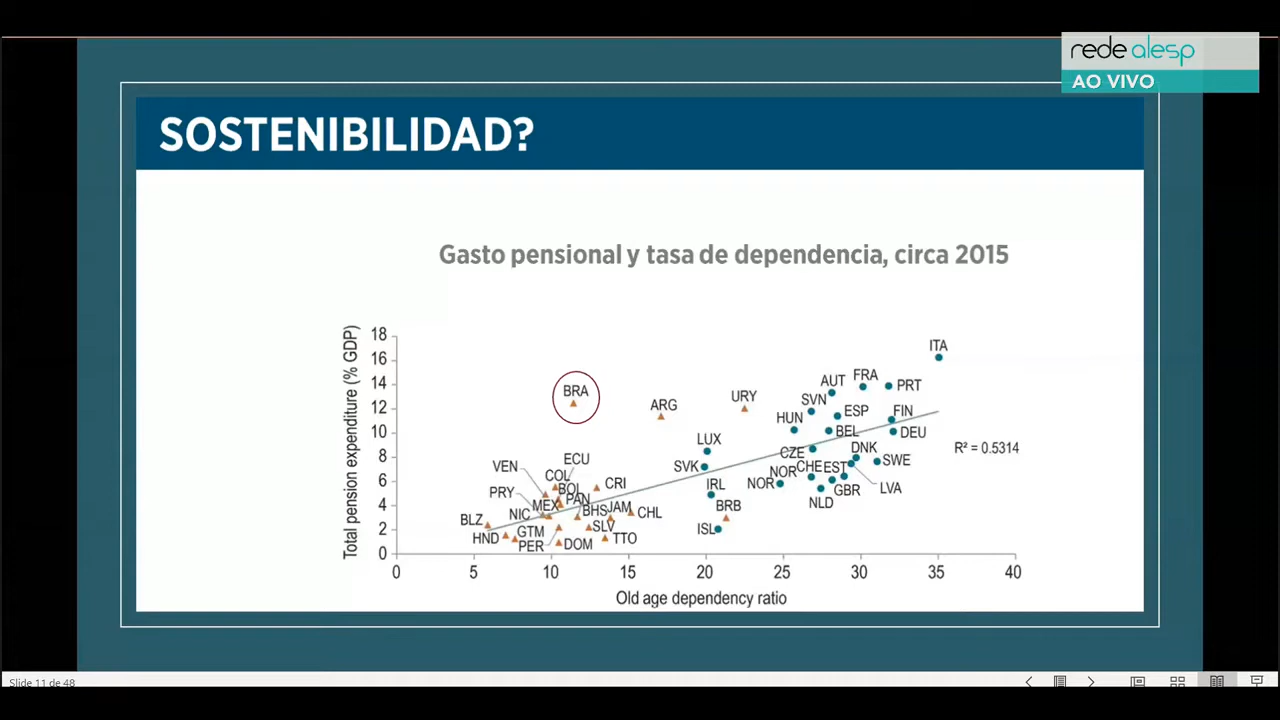 rede alesp
AO VIVO
SOSTENIBILIDAD?
Gasto pensional y tasa de dependencia, circa 2015
Total pension expenditure (% GDP)
18
16
14
12
10
8
6
4
2
0
ITA
BRA
ARG
URY
AUT
FRA
PRT
SVN
HUN
ESP
FIN
BEL
DEU
LUX
CZE
DNK
SWE
R² = 0.5314
SVK
NOR
CHE
EST
LVA
NOR
IRL
NLD
GBR
VEN
ECU
COL
BOL
CRI
PRY
PAN
MEX
NIC
BHS
JAM
CHL
BRB
BLZ
GTM
SLV
ISL
HND
PER
DOM
TTO
0 5 10 15 20 25 30 35 40
Old age dependency ratio
Slide 11 de 48